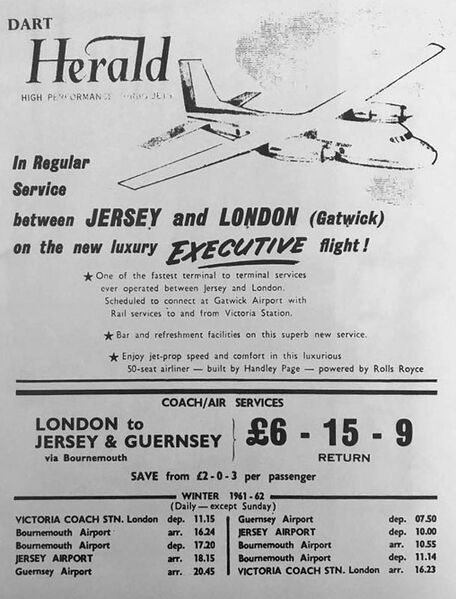 DART
Herald
HIGH PERFORMANCE TURBO JETS
In Regular
Service
between JERSEY and LONDON (Gatwick)
on the new luxury EXECUTIVE flight!
★ One of the fastest terminal to terminal services
ever operated between Jersey and London.
Scheduled to connect at Gatwick Airport with
Rail services to and from Victoria Station.
★ Bar and refreshment facilities on this superb new service.
★ Enjoy jet-prop speed and comfort in this luxurious
50-seat airliner — built by Handley Page — powered by Rolls Royce
COACH/AIR SERVICES
LONDON to
JERSEY & GUERNSEY
via Bournemouth
£6 - 15 - 9
RETURN
SAVE from £2-0-3 per passenger
WINTER 1961-62
(Daily—except Sunday)
VICTORIA COACH STN. London dep. 11.15
Bournemouth Airport arr. 16.24
Bournemouth Airport dep. 17.20
JERSEY AIRPORT arr. 18.15
Guernsey Airport arr. 20.45
Guernsey Airport dep. 07.50
JERSEY AIRPORT dep. 10.00
Bournemouth Airport arr. 10.55
Bournemouth Airport dep. 11.14
VICTORIA COACH STN. London arr. 16.23